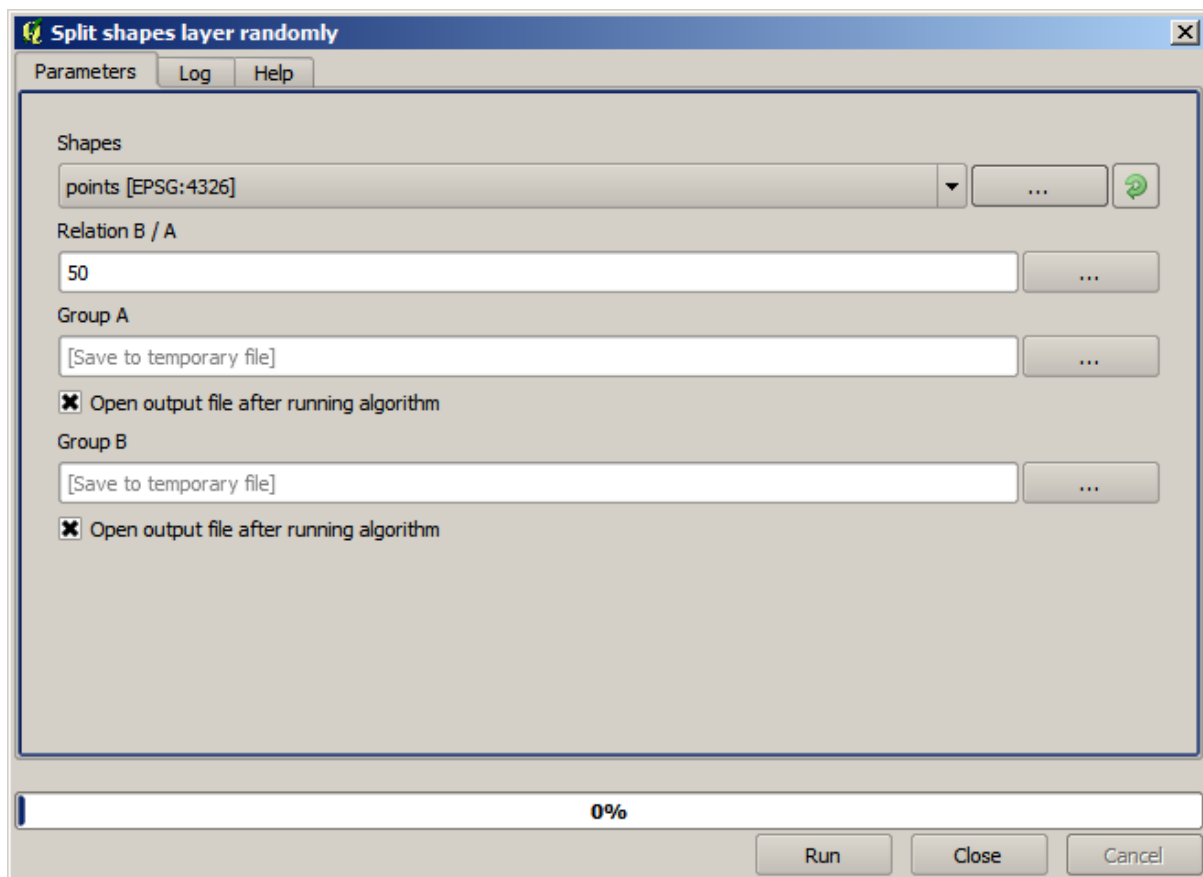 Split shapes layer randomly
Parameters Log Help
Shapes
points [EPSG:4326] ...
Relation B / A
50 ...
Group A
[Save to temporary file] ...
Open output file after running algorithm
Group B
[Save to temporary file] ...
Open output file after running algorithm
0%
Run Close Cancel